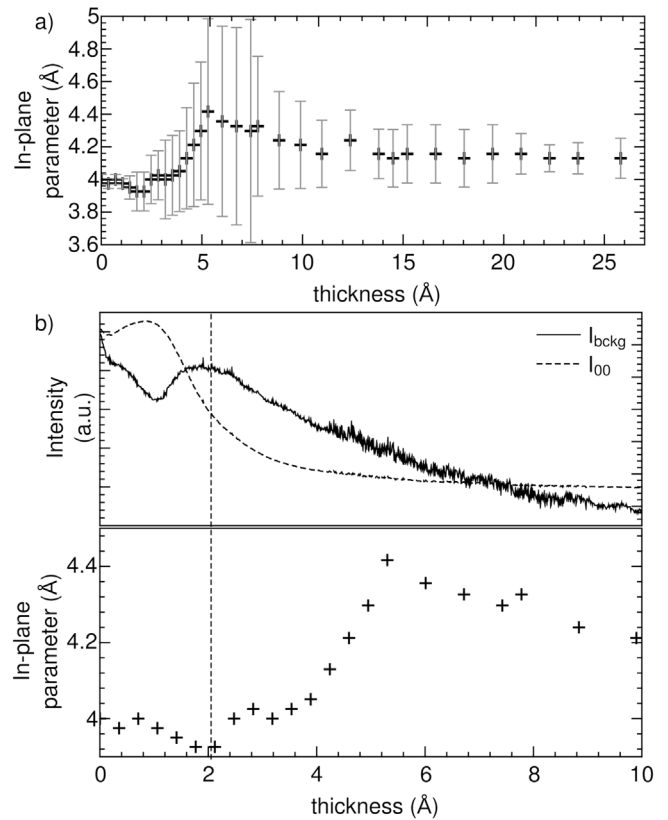 a)
In-plane
parameter (Å)
5
4.8
4.6
4.4
4.2
4
3.8
3.6
0 5 10 15 20 25
thickness (Å)
b)
Intensity
(a.u.)
I_bckg
I_00
In-plane
parameter (Å)
4.4
4.2
4
0 2 4 6 8 10
thickness (Å)